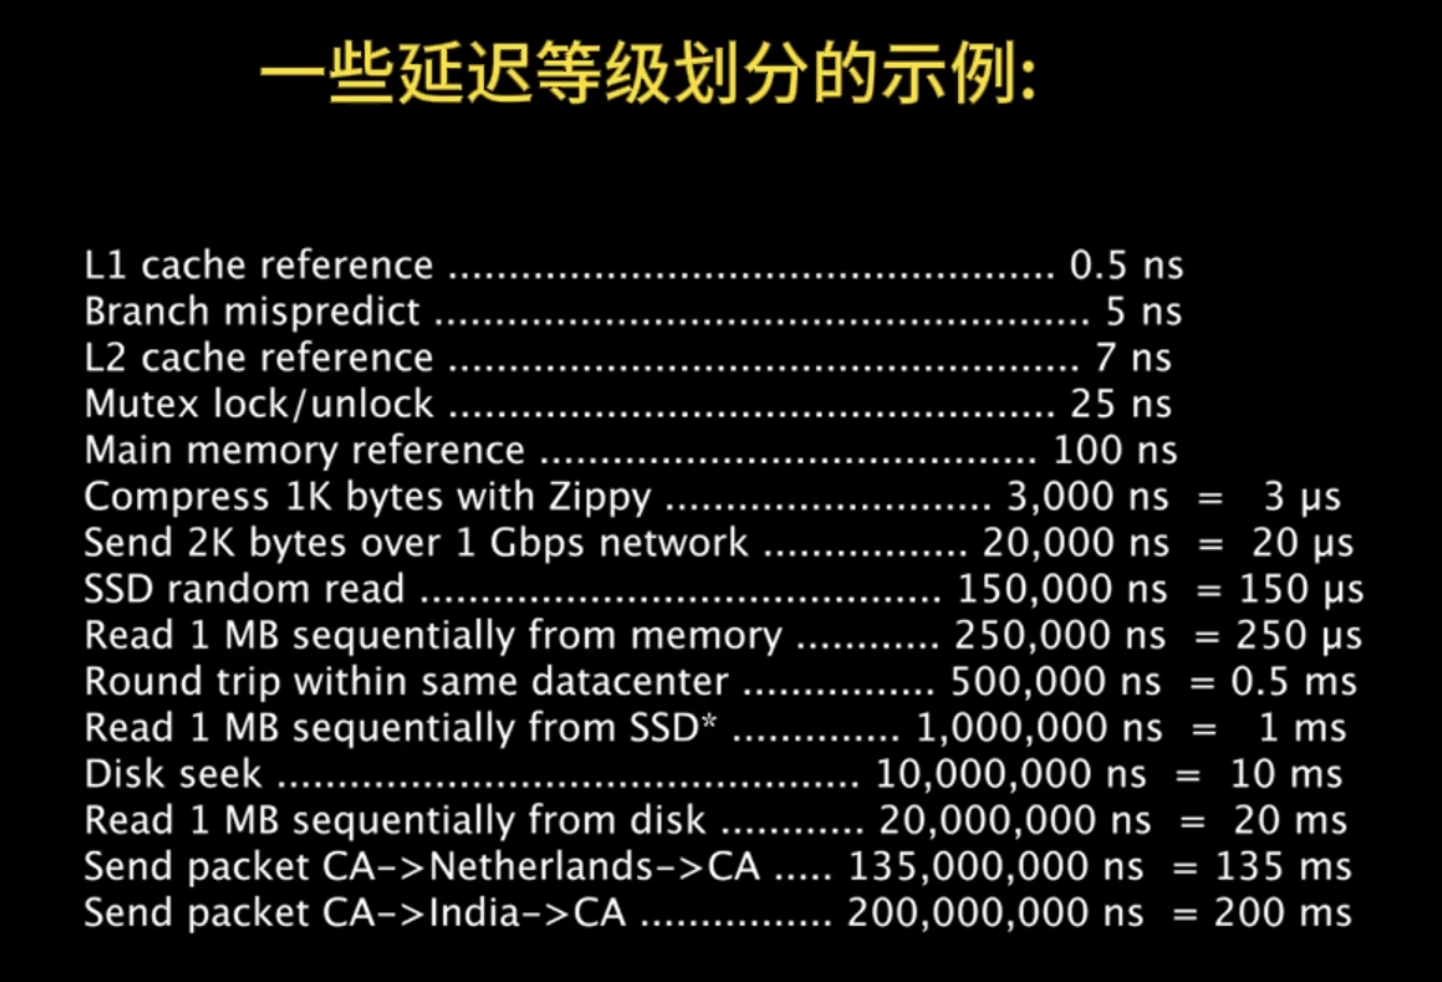 一些延迟等级划分的示例:
L1 cache reference .................................................. 0.5 ns
Branch mispredict ...................................................... 5 ns
L2 cache reference .................................................... 7 ns
Mutex lock/unlock .................................................. 25 ns
Main memory reference ......................................... 100 ns
Compress 1K bytes with Zippy ........................... 3,000 ns = 3 µs
Send 2K bytes over 1 Gbps network ................. 20,000 ns = 20 µs
SSD random read ........................................... 150,000 ns = 150 µs
Read 1 MB sequentially from memory ............ 250,000 ns = 250 µs
Round trip within same datacenter ................ 500,000 ns = 0.5 ms
Read 1 MB sequentially from SSD* .............. 1,000,000 ns = 1 ms
Disk seek ................................................ 10,000,000 ns = 10 ms
Read 1 MB sequentially from disk ............ 20,000,000 ns = 20 ms
Send packet CA->Netherlands->CA ..... 135,000,000 ns = 135 ms
Send packet CA->India->CA ................ 200,000,000 ns = 200 ms